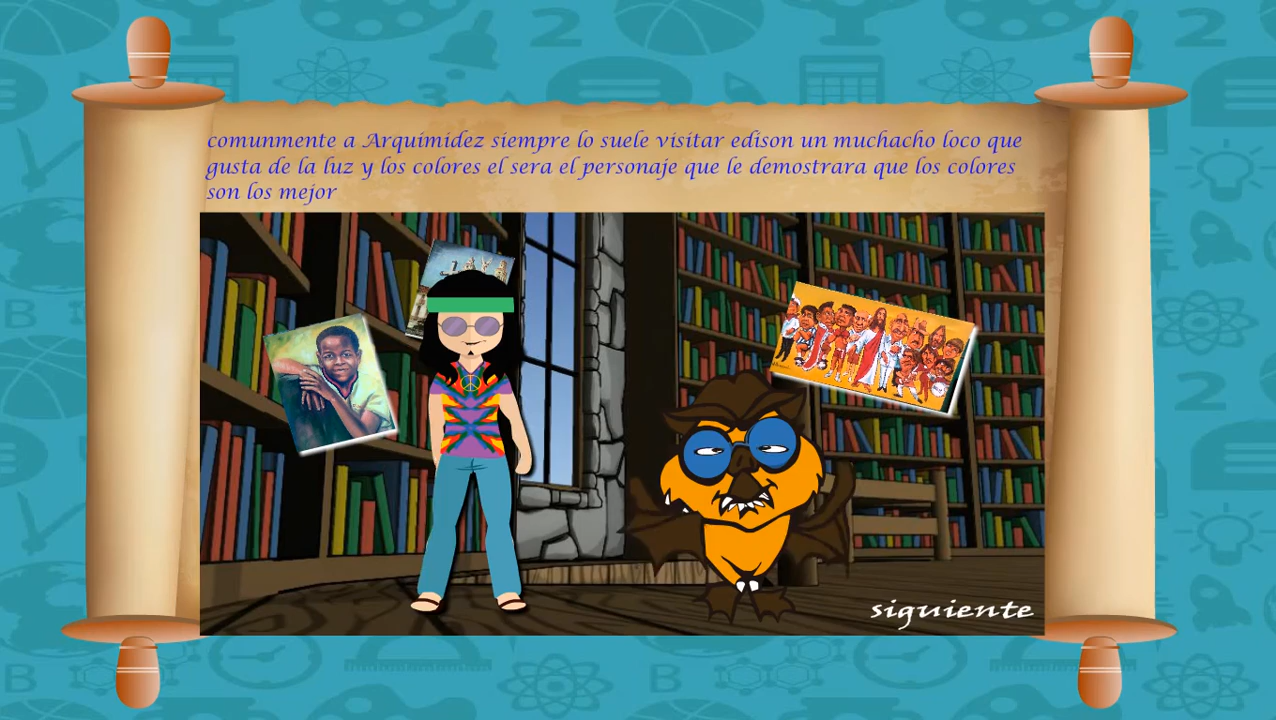 comunmente a Arquimidez siempre lo suele visitar edison un muchacho loco que
gusta de la luz y los colores el sera el personaje que le demostrara que los colores
son los mejor
siguiente